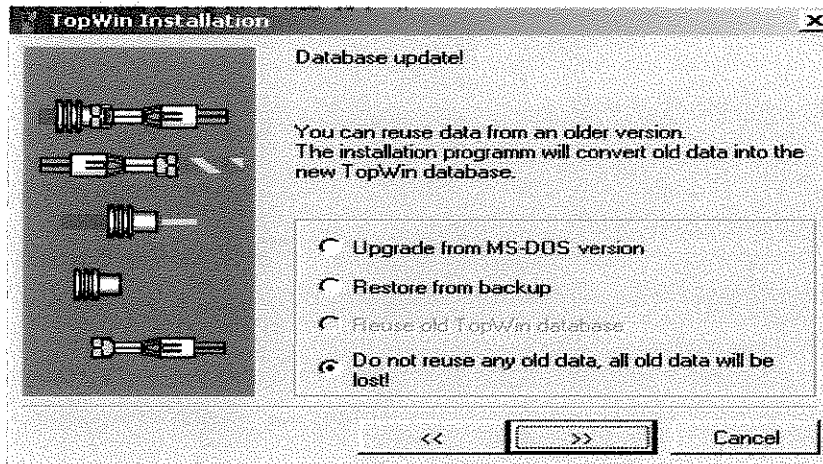 TopWin Installation
Database update!
You can reuse data from an older version.
The installation programm will convert old data into the
new TopWin database.
Upgrade from MS-DOS version
Restore from backup
Reuse old TopWin database
Do not reuse any old data, all old data will be
lost!
<< >> Cancel